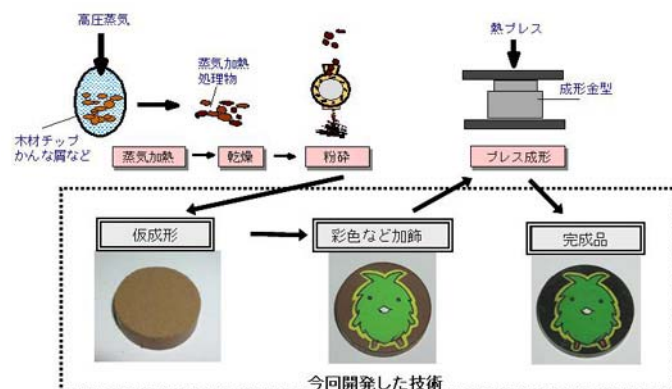 高圧蒸気
木材チップ
かんな屑など
蒸気加熱
処理物
熱プレス
成形金型
蒸気加熱
乾燥
粉砕
プレス成形
仮成形
彩色など加飾
完成品
今回開発した技術